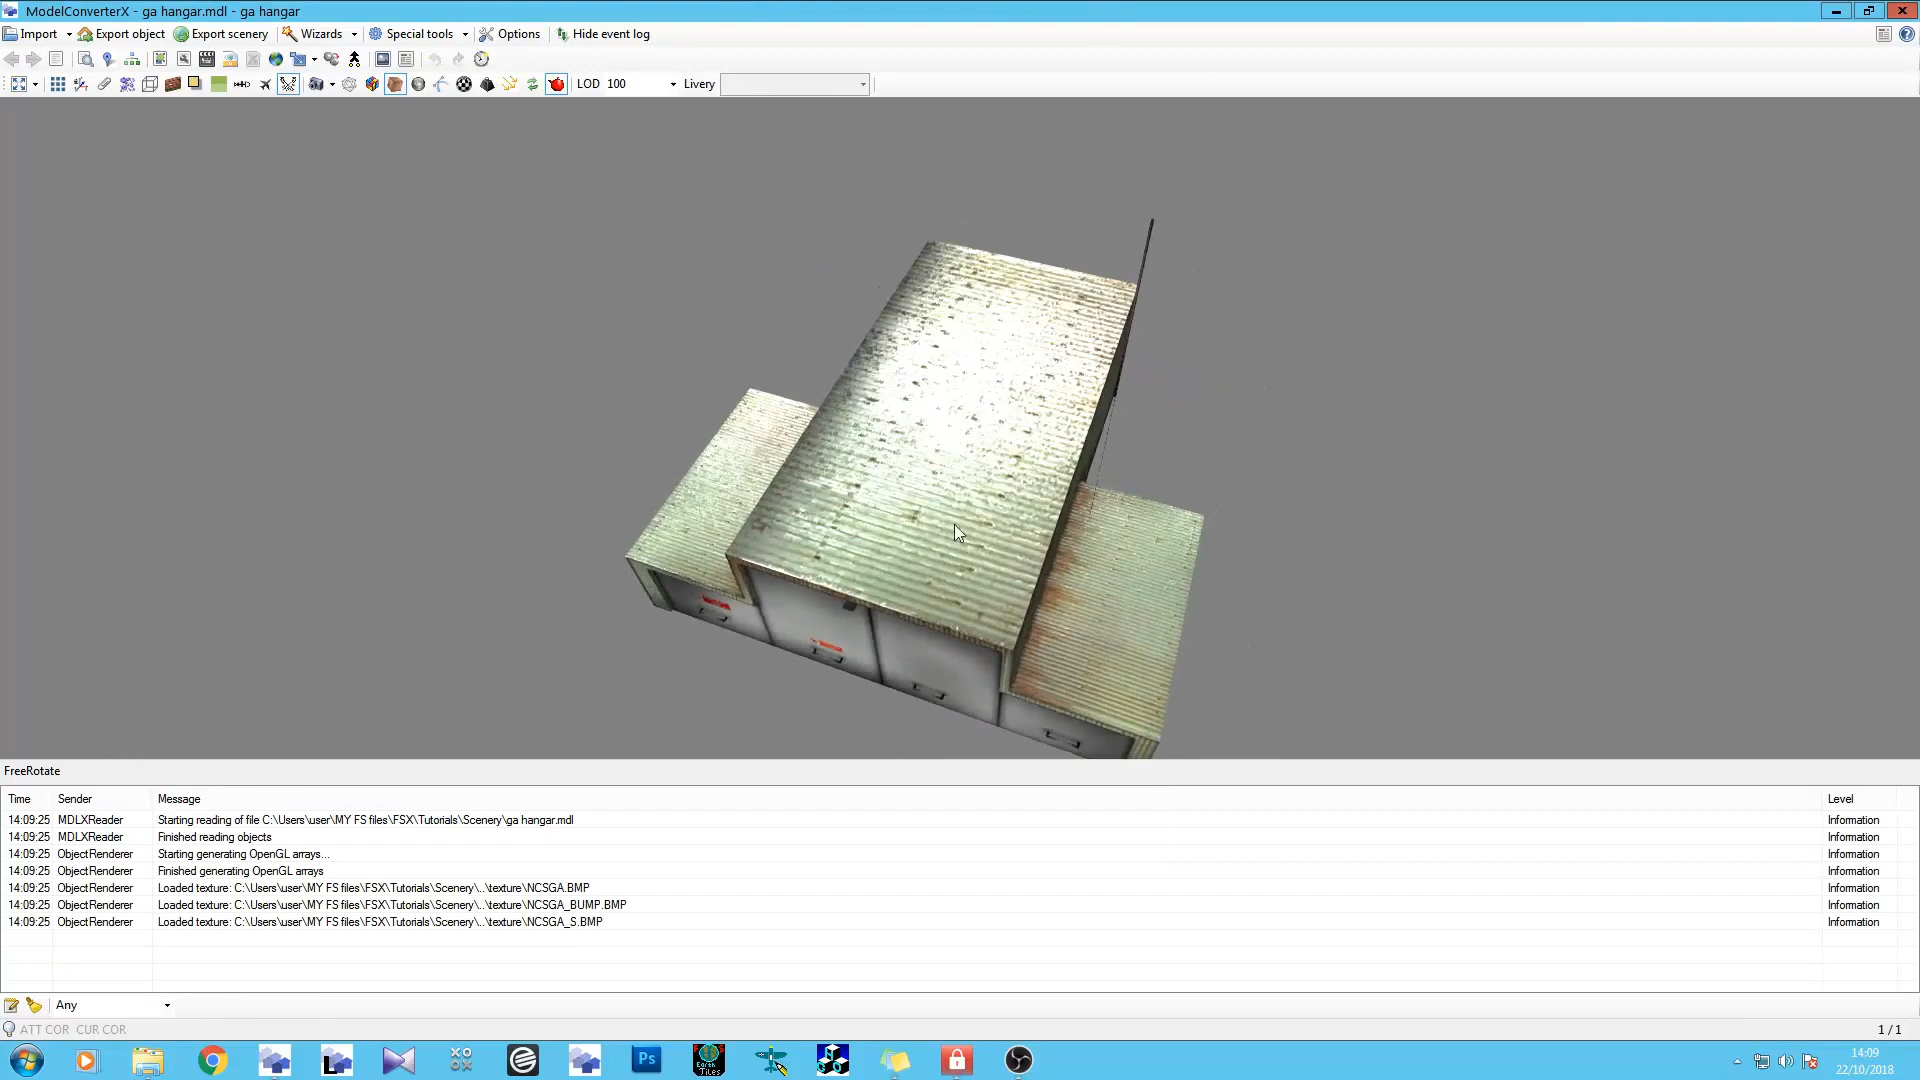 ModelConverterX - ga hangar.mdl - ga hangar
Import Export object Export scenery Wizards Special tools Options Hide event log
LOD 100 Livery
FreeRotate
Time Sender Message Level
14:09:25 MDLXReader Starting reading of file C:\Users\user\MY FS files\FSX\Tutorials\Scenery\ga hangar.mdl Information
14:09:25 MDLXReader Finished reading objects Information
14:09:25 ObjectRenderer Starting generating OpenGL arrays... Information
14:09:25 ObjectRenderer Finished generating OpenGL arrays Information
14:09:25 ObjectRenderer Loaded texture: C:\Users\user\MY FS files\FSX\Tutorials\Scenery\..\texture\NCSGA.BMP Information
14:09:25 ObjectRenderer Loaded texture: C:\Users\user\MY FS files\FSX\Tutorials\Scenery\..\texture\NCSGA_BUMP.BMP Information
14:09:25 ObjectRenderer Loaded texture: C:\Users\user\MY FS files\FSX\Tutorials\Scenery\..\texture\NCSGA_S.BMP Information
Any
ATT COR CUR COR 1 / 1
L Ps Earth Tiles
14:09
22/10/2018